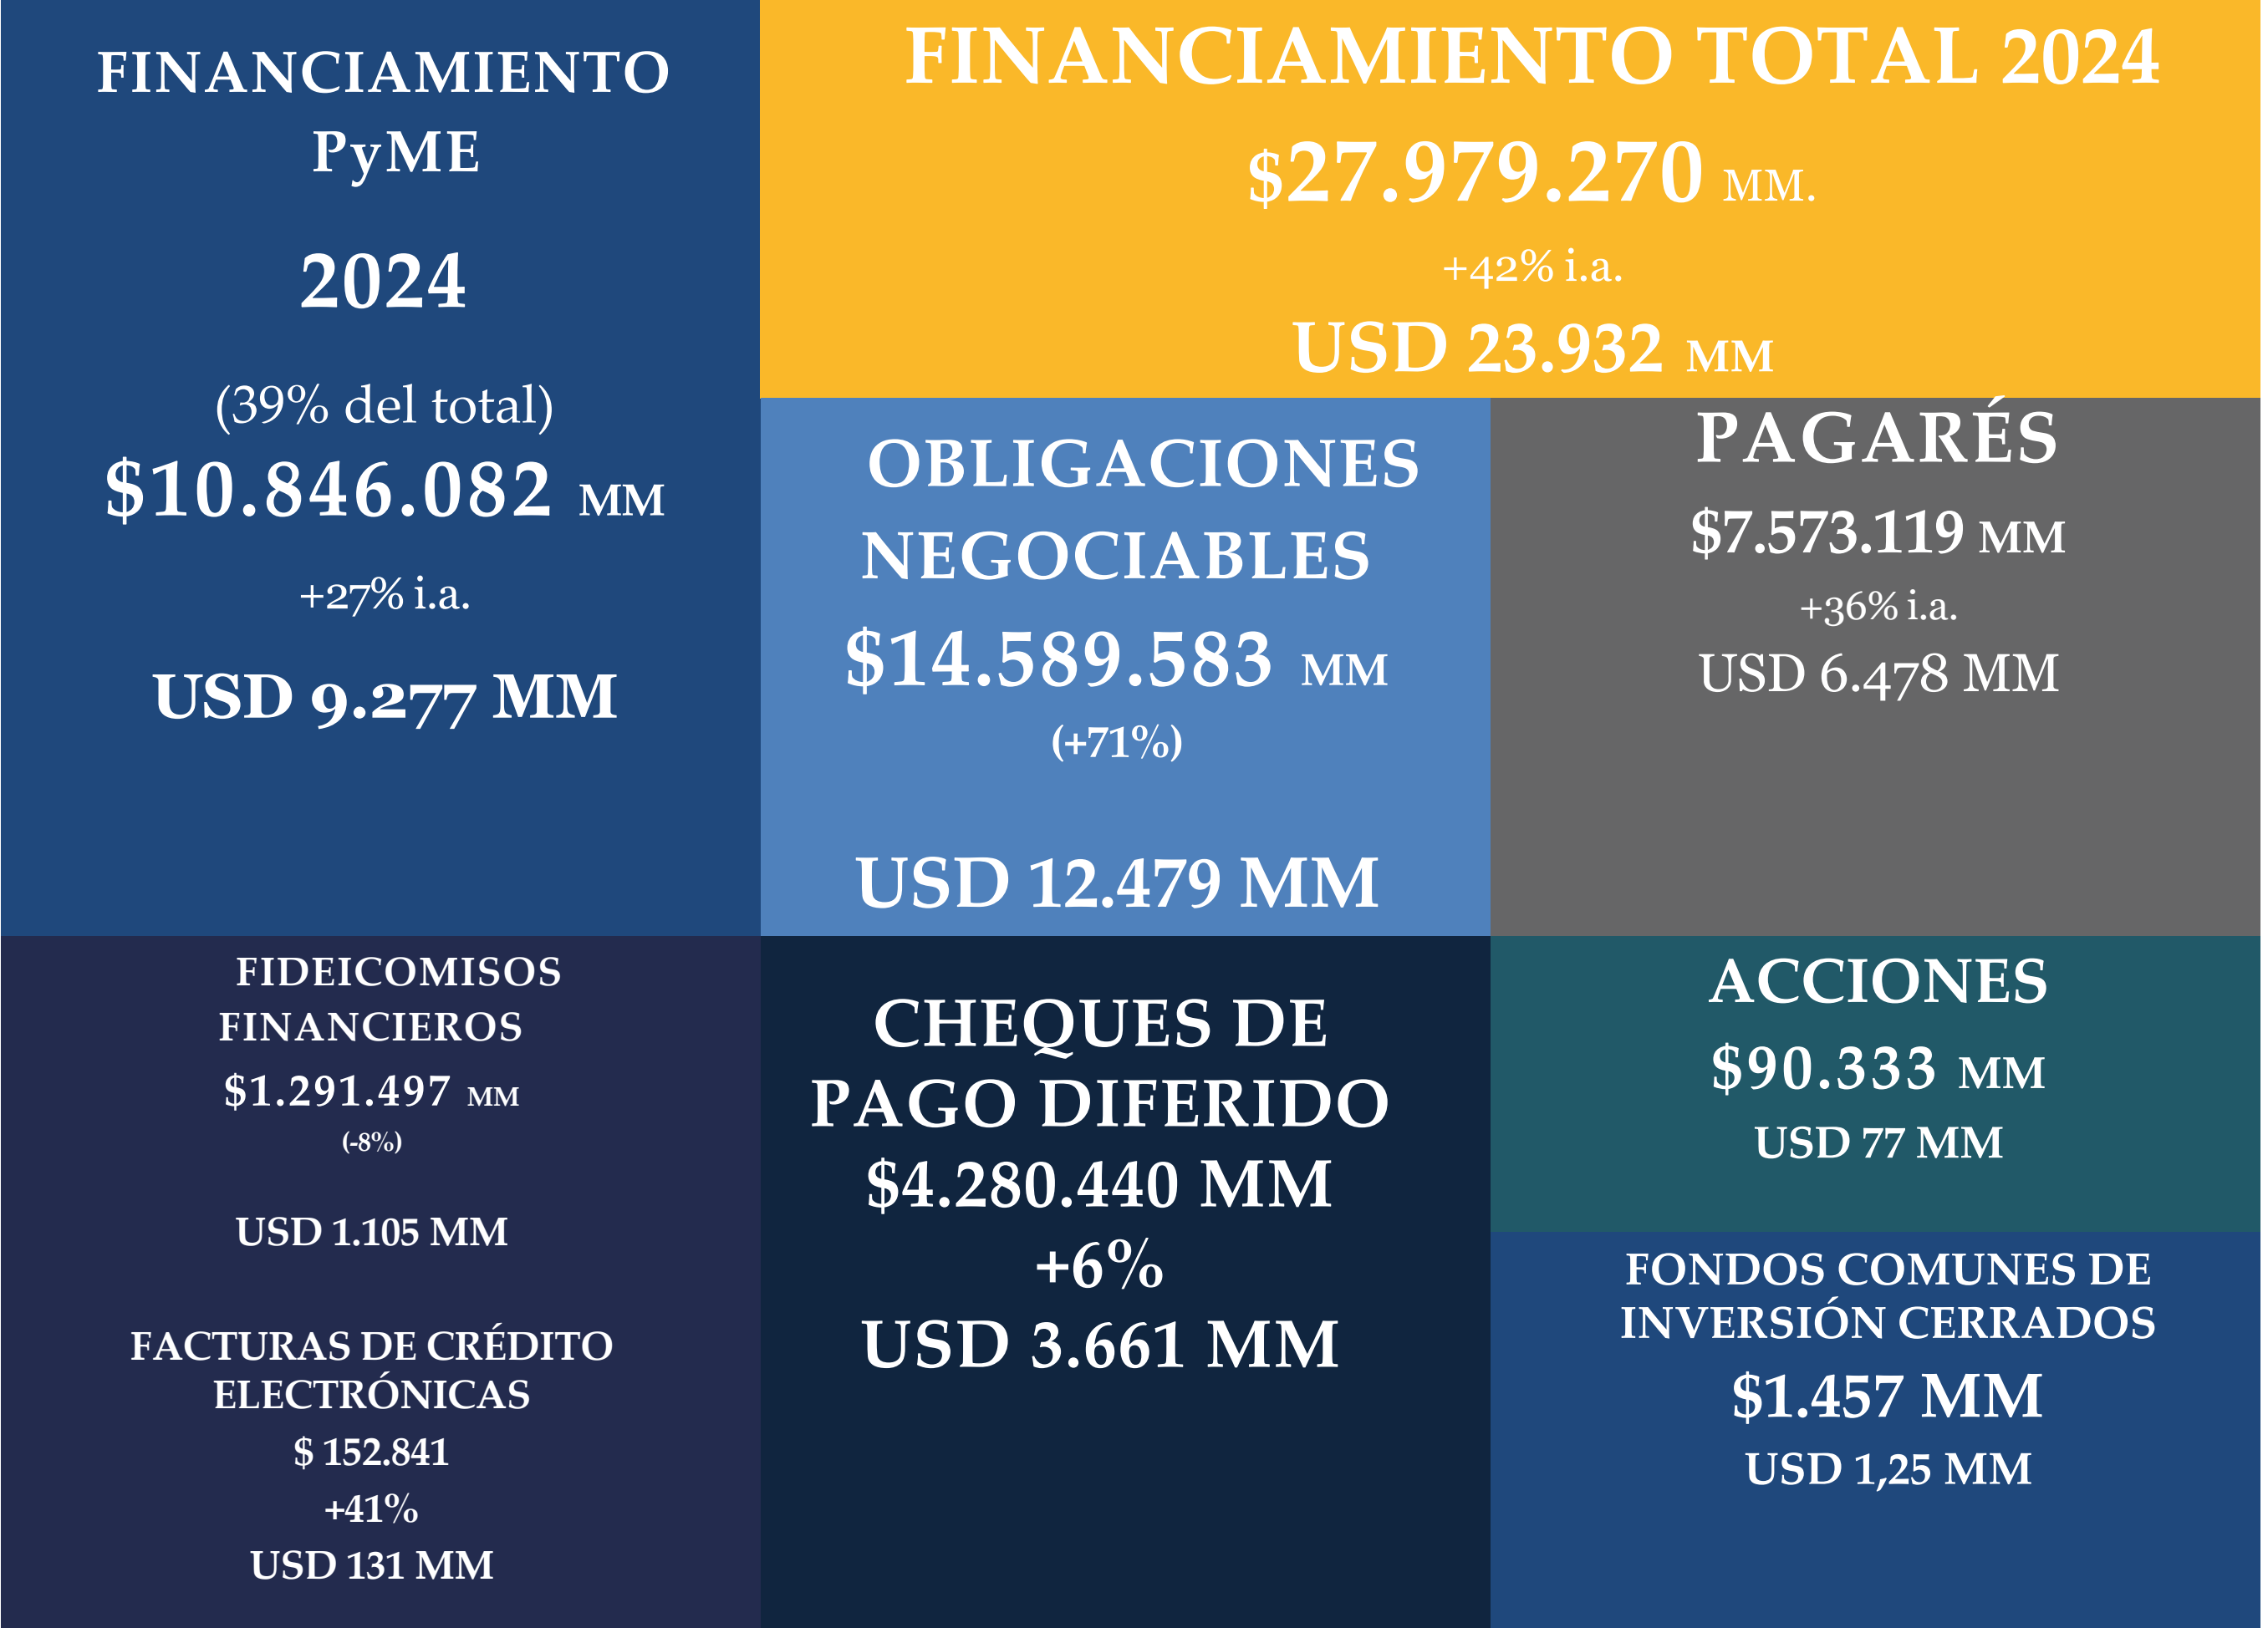 FINANCIAMIENTO
PyME
2024
(39% del total)
$10.846.082 MM
+27% i.a.
USD 9.277 MM
FINANCIAMIENTO TOTAL 2024
$27.979.270 MM.
+42% i.a.
USD 23.932 MM
OBLIGACIONES
NEGOCIABLES
$14.589.583 MM
(+71%)
USD 12.479 MM
PAGARÉS
$7.573.119 MM
+36% i.a.
USD 6.478 MM
FIDEICOMISOS
FINANCIEROS
$1.291.497 MM
(-8%)
USD 1.105 MM
FACTURAS DE CRÉDITO
ELECTRÓNICAS
$ 152.841
+41%
USD 131 MM
CHEQUES DE
PAGO DIFERIDO
$4.280.440 MM
+6%
USD 3.661 MM
ACCIONES
$90.333 MM
USD 77 MM
FONDOS COMUNES DE
INVERSIÓN CERRADOS
$1.457 MM
USD 1,25 MM